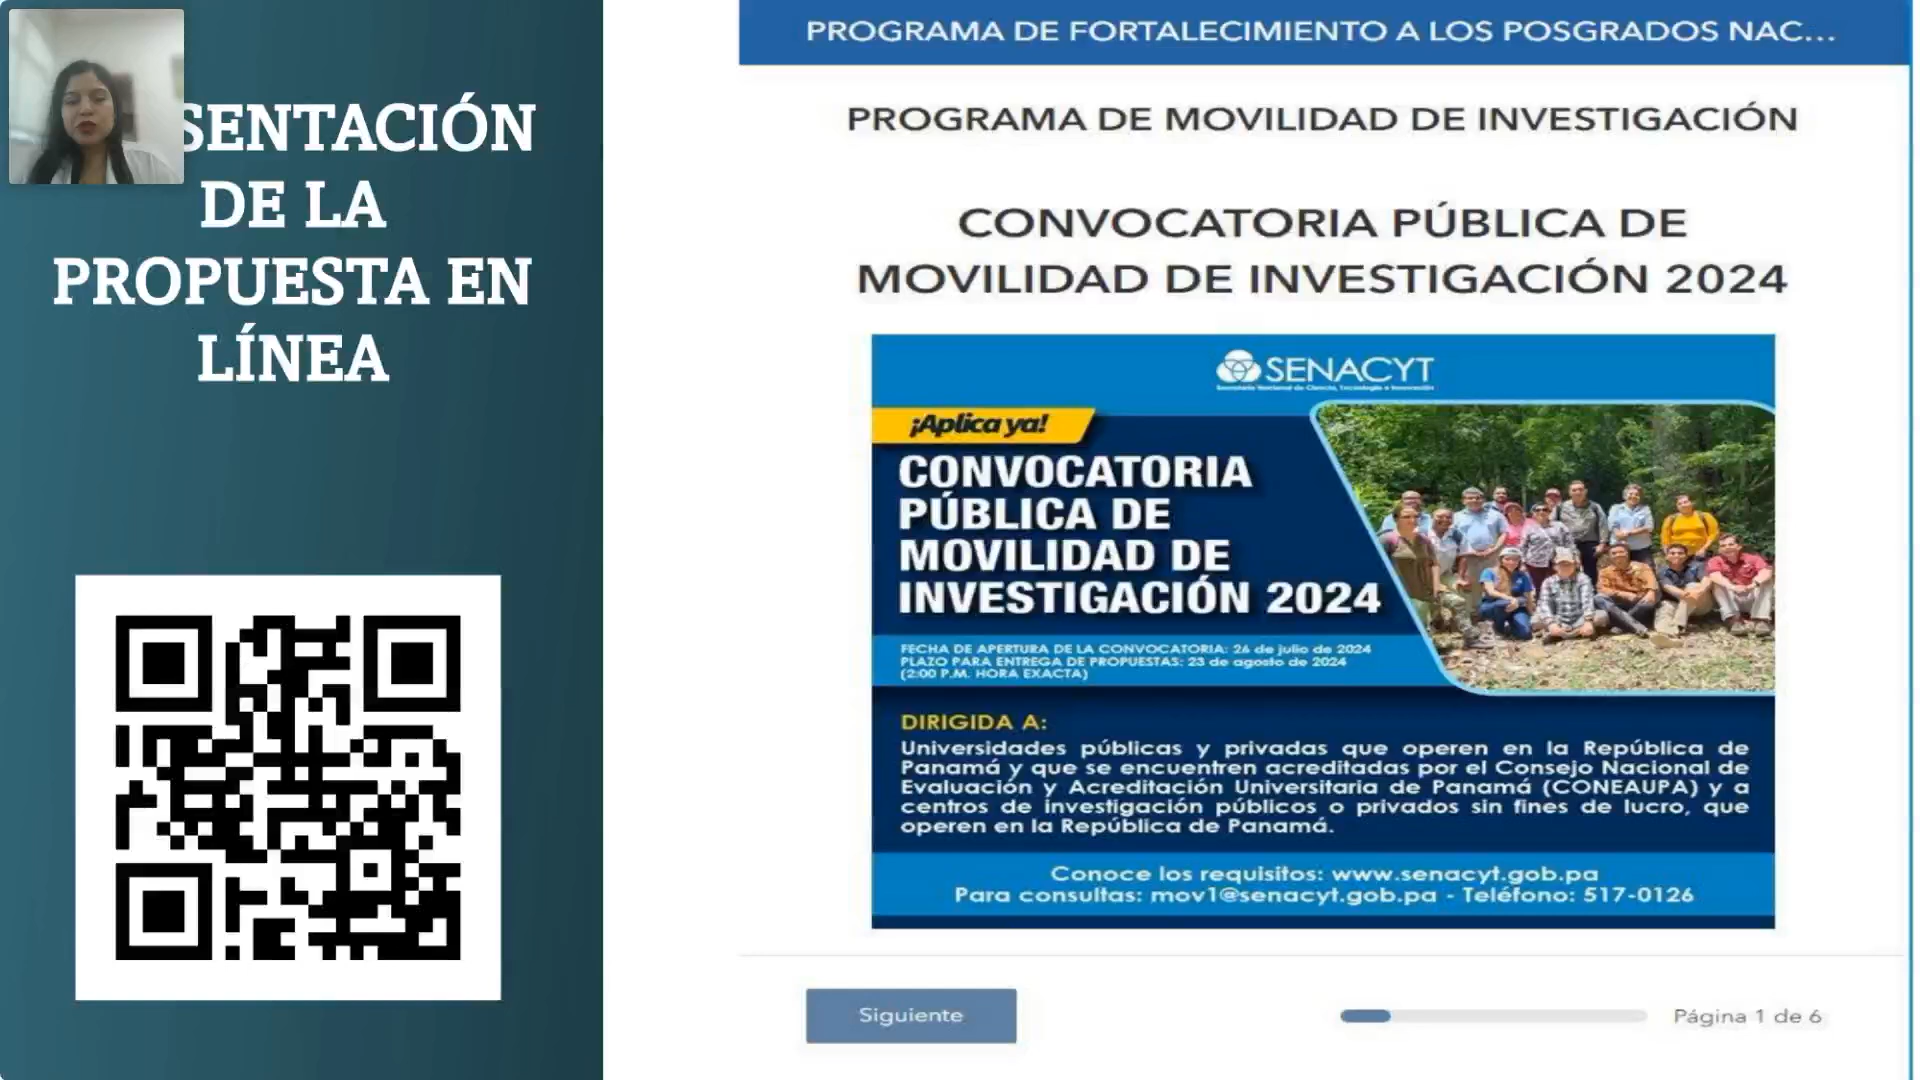 SENTACIÓN
DE LA
PROPUESTA EN
LÍNEA
PROGRAMA DE FORTALECIMIENTO A LOS POSGRADOS NAC...
PROGRAMA DE MOVILIDAD DE INVESTIGACIÓN
CONVOCATORIA PÚBLICA DE
MOVILIDAD DE INVESTIGACIÓN 2024
SENACYT
Secretaría Nacional de Ciencia, Tecnología e Innovación
¡Aplica ya!
CONVOCATORIA
PÚBLICA DE
MOVILIDAD DE
INVESTIGACIÓN 2024
FECHA DE APERTURA DE LA CONVOCATORIA: 26 de julio de 2024
PLAZO PARA ENTREGA DE PROPUESTAS: 23 de agosto de 2024
(2:00 P.M. HORA EXACTA)
DIRIGIDA A:
Universidades públicas y privadas que operen en la República de
Panamá y que se encuentren acreditadas por el Consejo Nacional de
Evaluación y Acreditación Universitaria de Panamá (CONEAUPA) y a
centros de investigación públicos o privados sin fines de lucro, que
operen en la República de Panamá.
Conoce los requisitos: www.senacyt.gob.pa
Para consultas: mov1@senacyt.gob.pa - Teléfono: 517-0126
Siguiente
Página 1 de 6